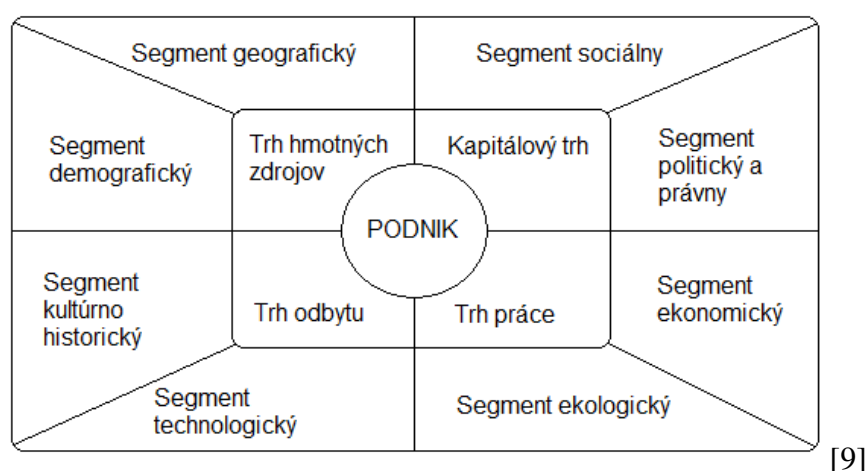 Segment geografický
Segment sociálny
Segment
demografický
Trh hmotných
zdrojov
Kapitálový trh
Segment
politický a
právny
PODNIK
Segment
kultúrno
historický
Trh odbytu
Trh práce
Segment
ekonomický
Segment
technologický
Segment ekologický
[9]